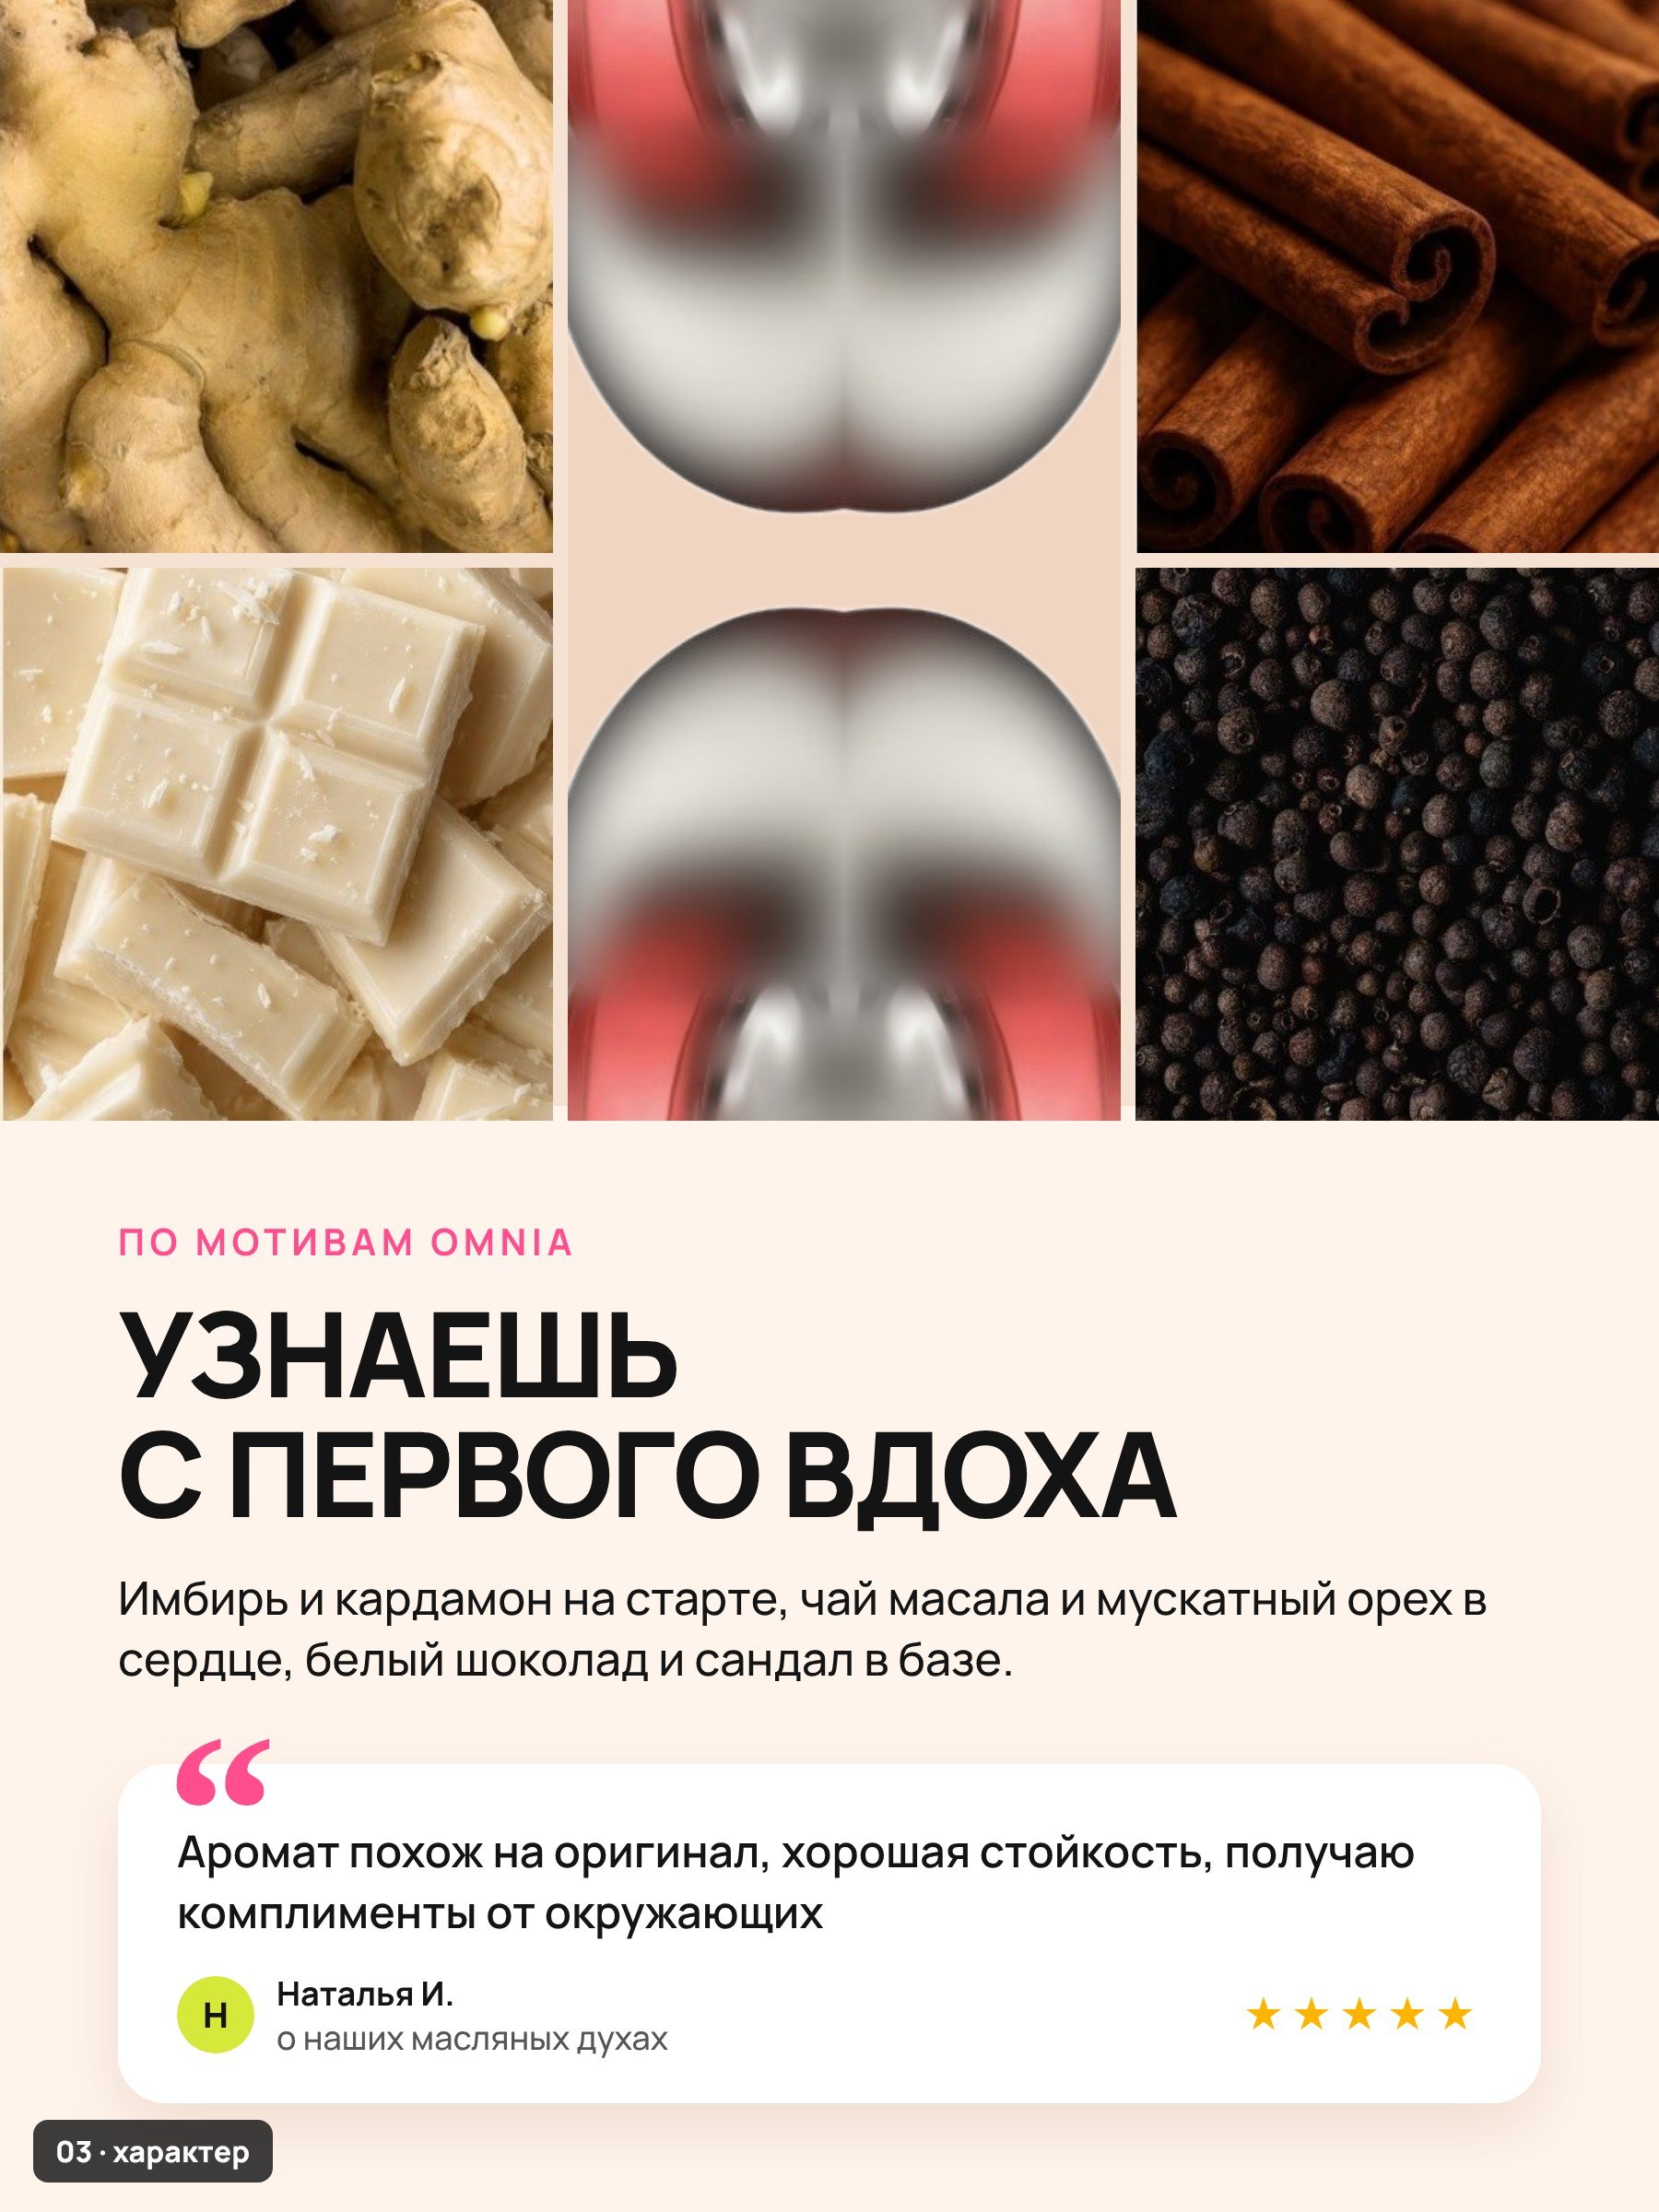 ПО МОТИВАМ OMNIA
УЗНАЕШЬ
С ПЕРВОГО ВДОХА
Имбирь и кардамон на старте, чай масала и мускатный орех в
сердце, белый шоколад и сандал в базе.
“
Аромат похож на оригинал, хорошая стойкость, получаю
комплименты от окружающих
Н
Наталья И.
о наших масляных духах
★★★★★
03 · характер